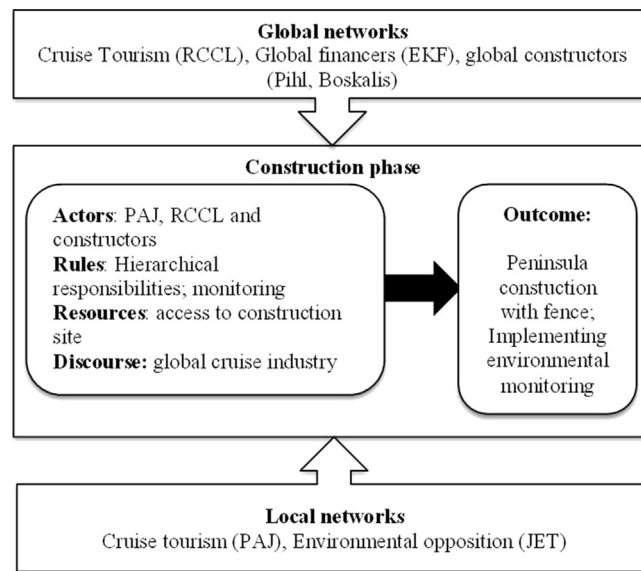 Global networks
Cruise Tourism (RCCL), Global financers (EKF), global constructors
(Pihl, Boskalis)
Construction phase
Actors: PAJ, RCCL and
constructors
Rules: Hierarchical
responsibilities; monitoring
Resources: access to construction
site
Discourse: global cruise industry
Outcome:
Peninsula
constuction
with fence;
Implementing
environmental
monitoring
Local networks
Cruise tourism (PAJ), Environmental opposition (JET)